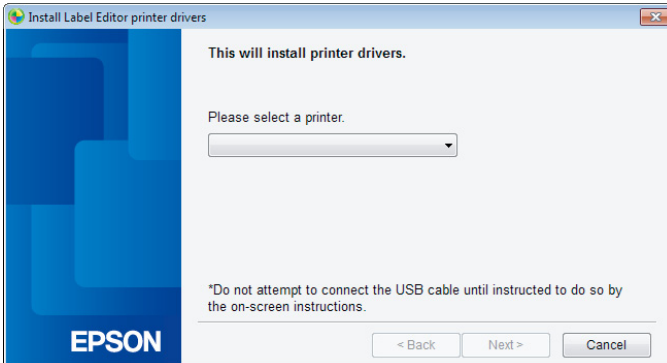 Install Label Editor printer drivers
This will install printer drivers.
Please select a printer.
*Do not attempt to connect the USB cable until instructed to do so by
the on-screen instructions.
EPSON
< Back
Next >
Cancel